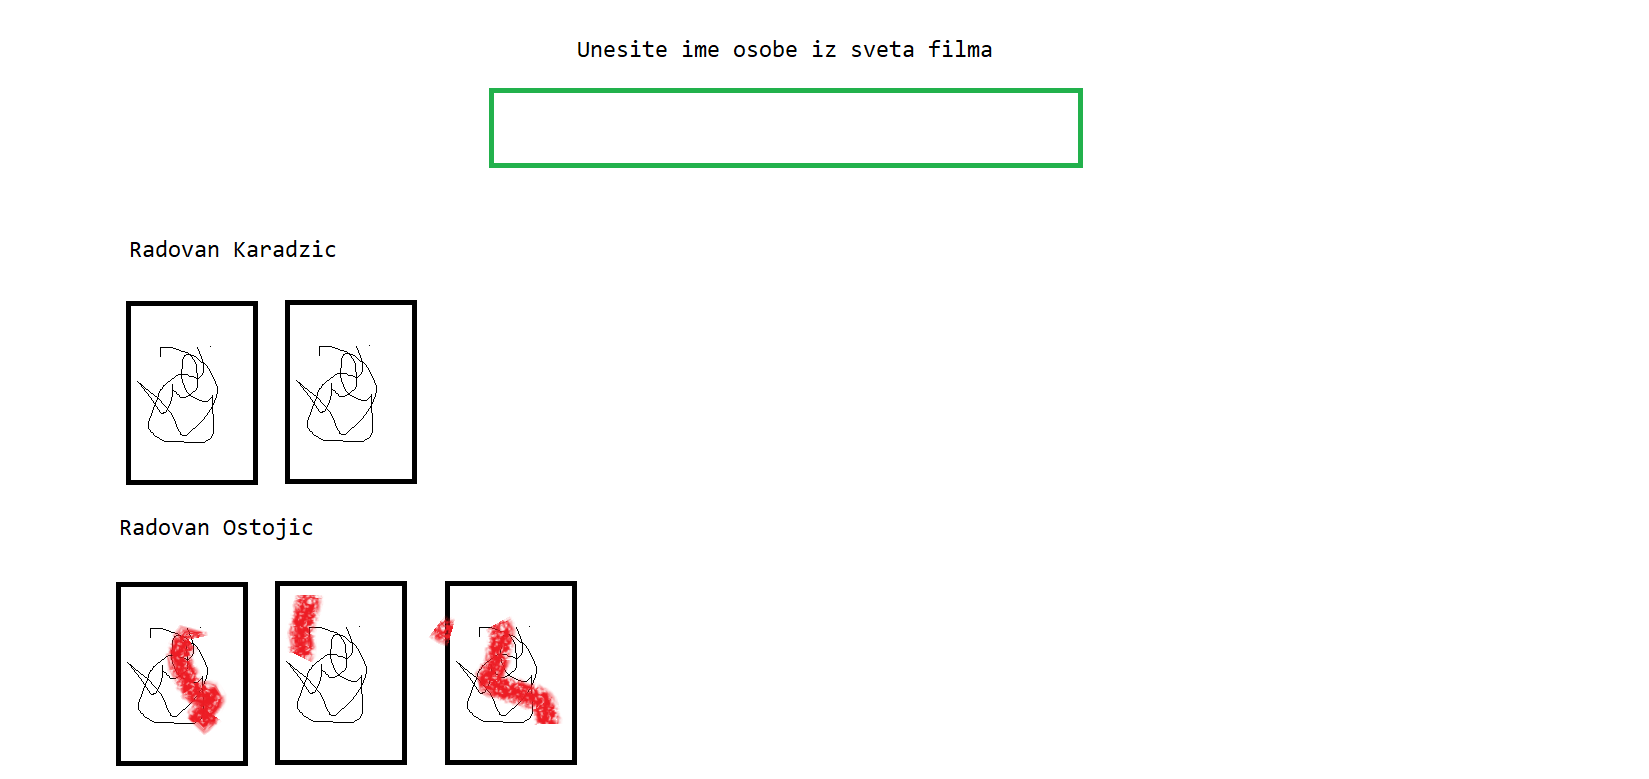 Unesite ime osobe iz sveta filma
Radovan Karadzic
Radovan Ostojic